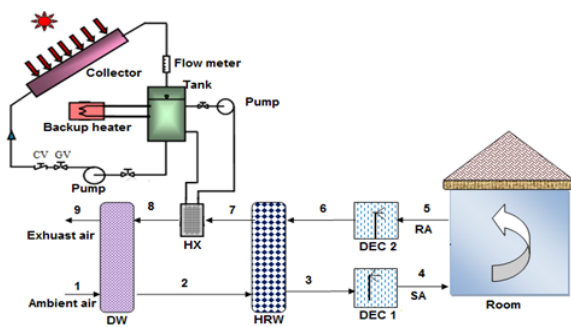 Collector
Flow meter
Tank
Pump
Backup heater
CV GV
Pump
9 8 7 6 5
Exhuast air
HX
DEC 2
RA
1 2 3 4
Ambient air
DEC 1
SA
DW
HRW
Room